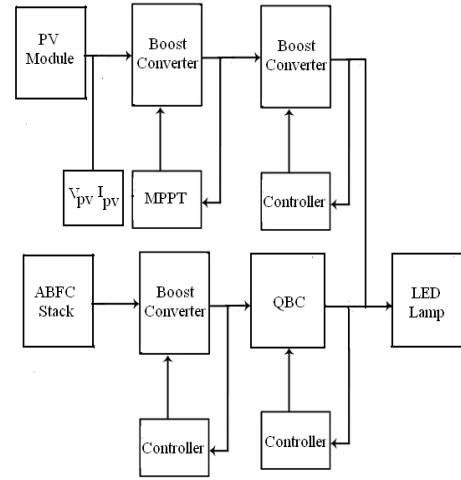 PV
Module
Boost
Converter
Boost
Converter
Vpv Ipv
MPPT
Controller
ABFC
Stack
Boost
Converter
QBC
LED
Lamp
Controller
Controller